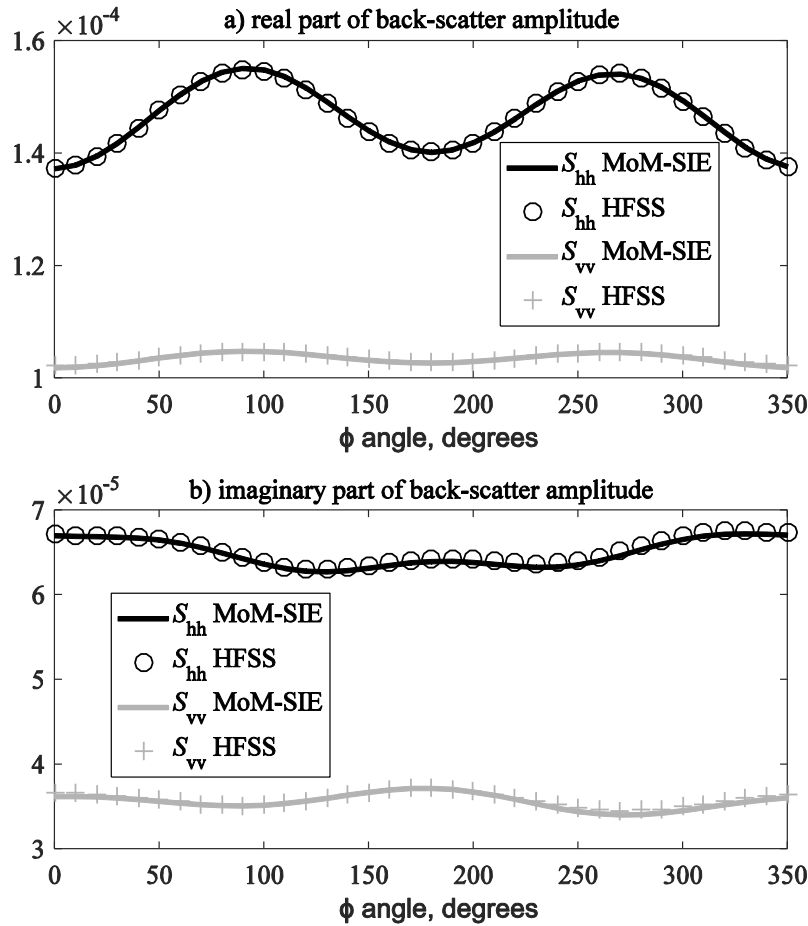 a) real part of back-scatter amplitude
×10⁻⁴
1.6
1.4
1.2
1
0 50 100 150 200 250 300 350
ϕ angle, degrees
S_hh MoM-SIE
S_hh HFSS
S_vv MoM-SIE
S_vv HFSS
b) imaginary part of back-scatter amplitude
×10⁻⁵
7
6
5
4
3
0 50 100 150 200 250 300 350
ϕ angle, degrees
S_hh MoM-SIE
S_hh HFSS
S_vv MoM-SIE
S_vv HFSS